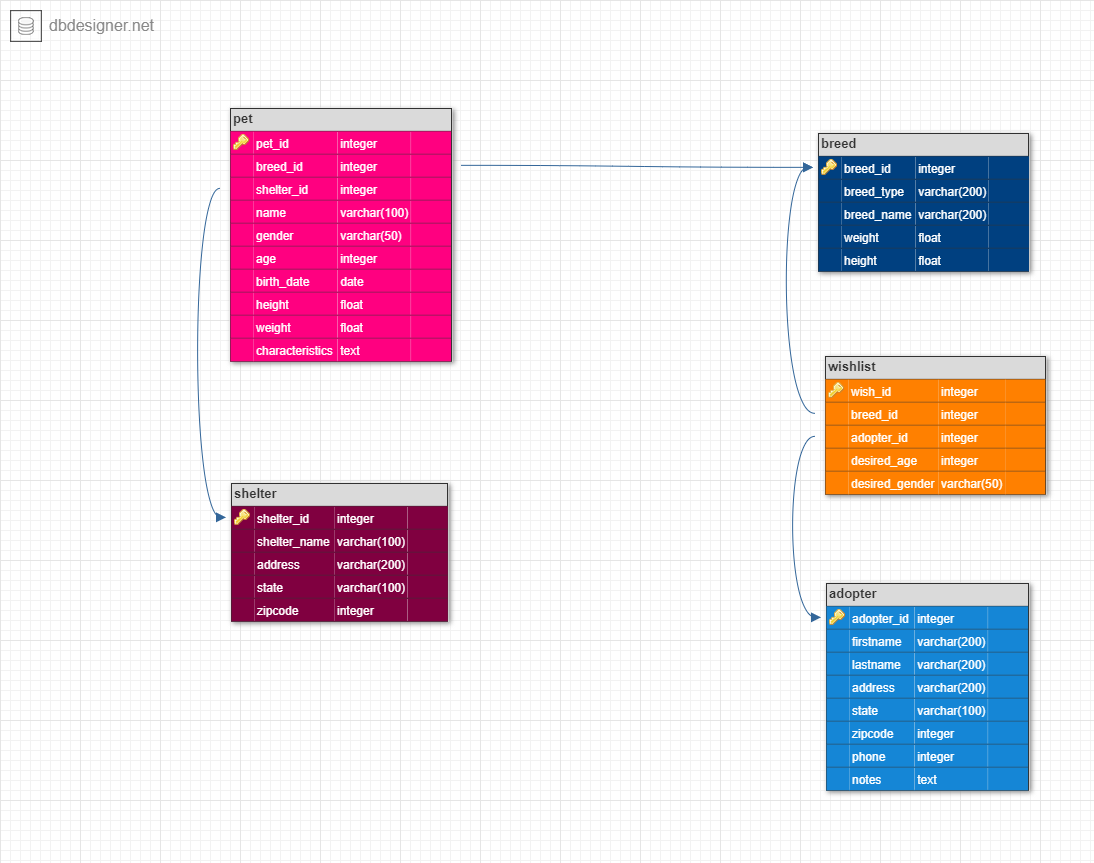 dbdesigner.net
pet
pet_id integer
breed_id integer
shelter_id integer
name varchar(100)
gender varchar(50)
age integer
birth_date date
height float
weight float
characteristics text
breed
breed_id integer
breed_type varchar(200)
breed_name varchar(200)
weight float
height float
wishlist
wish_id integer
breed_id integer
adopter_id integer
desired_age integer
desired_gender varchar(50)
shelter
shelter_id integer
shelter_name varchar(100)
address varchar(200)
state varchar(100)
zipcode integer
adopter
adopter_id integer
firstname varchar(200)
lastname varchar(200)
address varchar(200)
state varchar(100)
zipcode integer
phone integer
notes text